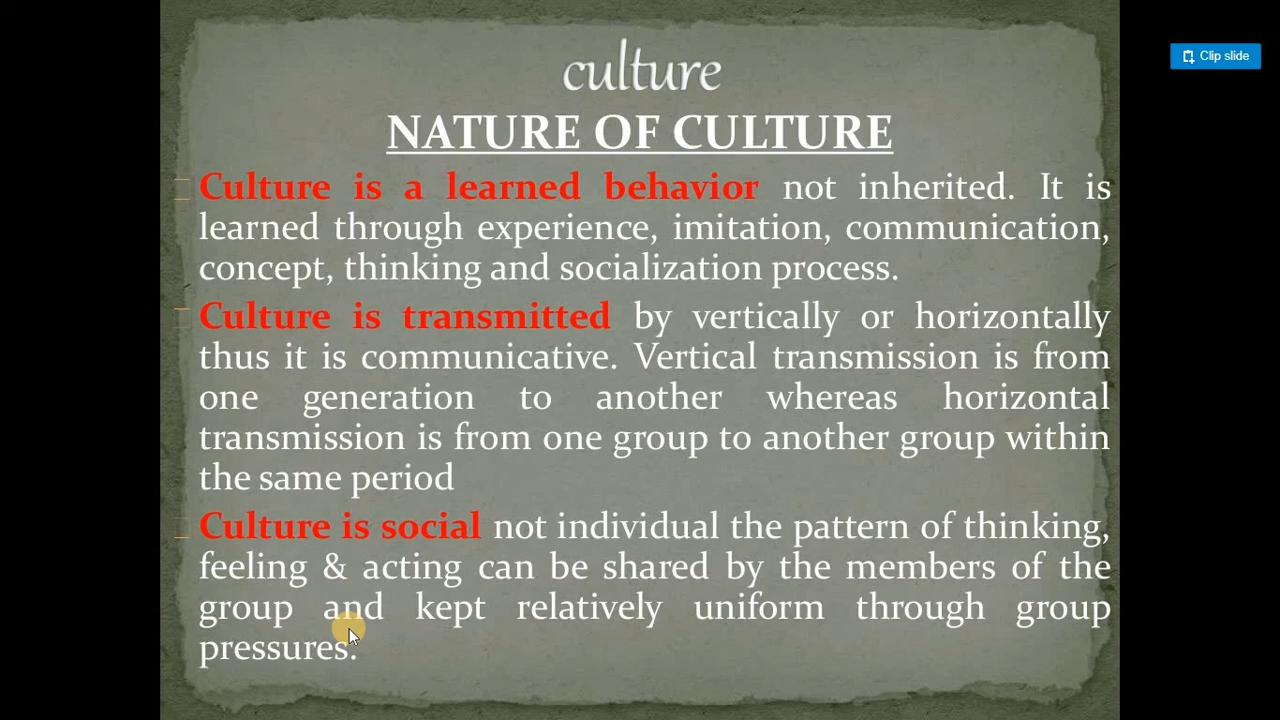 culture
Clip slide
NATURE OF CULTURE
Culture is a learned behavior not inherited. It is
learned through experience, imitation, communication,
concept, thinking and socialization process.
Culture is transmitted by vertically or horizontally
thus it is communicative. Vertical transmission is from
one generation to another whereas horizontal
transmission is from one group to another group within
the same period
Culture is social not individual the pattern of thinking,
feeling & acting can be shared by the members of the
group and kept relatively uniform through group
pressures.